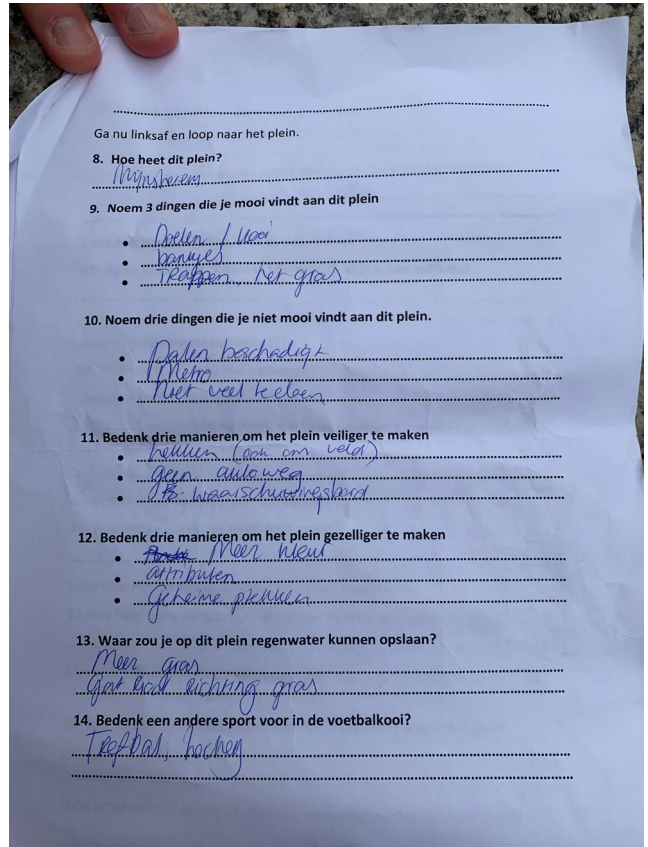 Ga nu linksaf en loop naar het plein.
8. Hoe heet dit plein?
Mijnsherem
9. Noem 3 dingen die je mooi vindt aan dit plein
• Doelen / kooi
• bankjes
• Trappen, het gras
10. Noem drie dingen die je niet mooi vindt aan dit plein.
• Palen beschadigt
• Metro
• niet veel te doen
11. Bedenk drie manieren om het plein veiliger te maken
• hekken (ook om veld)
• geen autoweg
• waarschuwingsbord
12. Bedenk drie manieren om het plein gezelliger te maken
• Meer kleur
• attributen
• Geheime plekken
13. Waar zou je op dit plein regenwater kunnen opslaan?
Meer gras
richting gras
14. Bedenk een andere sport voor in de voetbalkooi?
Trefbal, hockey